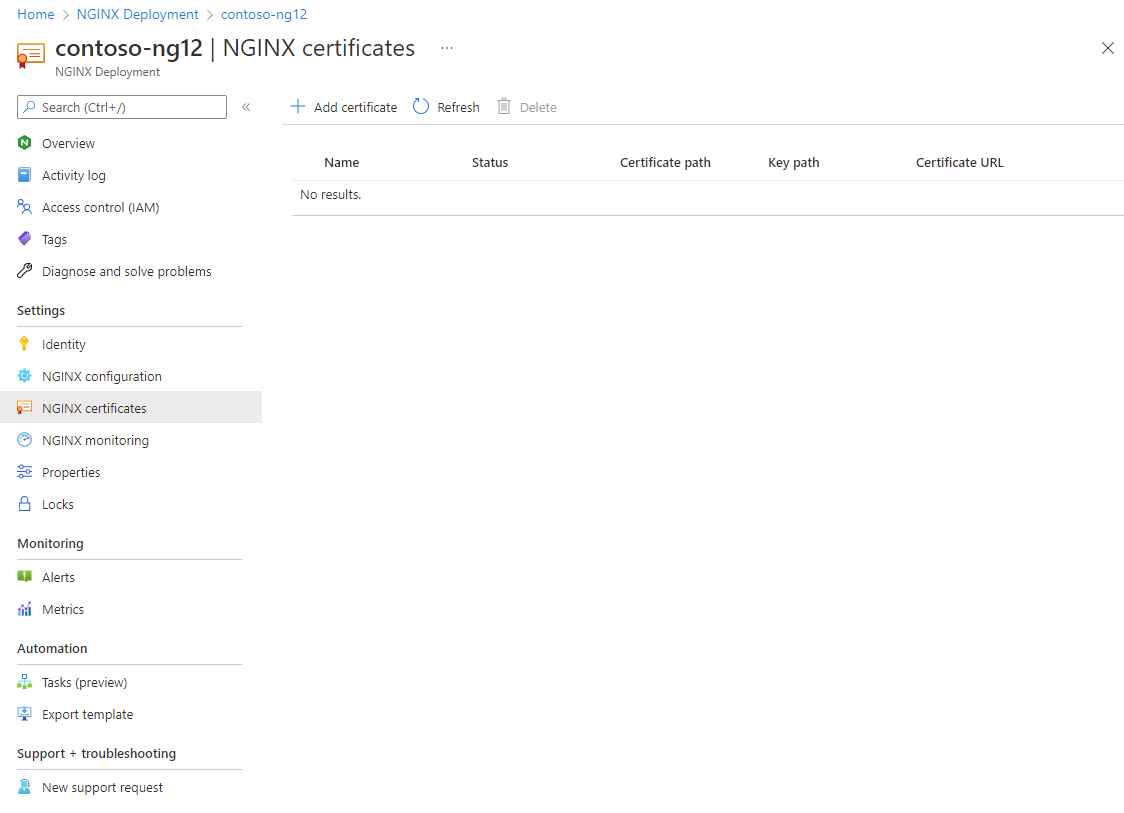 Home > NGINX Deployment > contoso-ng12
contoso-ng12 | NGINX certificates ...
NGINX Deployment
Search (Ctrl+/) «
Overview
Activity log
Access control (IAM)
Tags
Diagnose and solve problems
Settings
Identity
NGINX configuration
NGINX certificates
NGINX monitoring
Properties
Locks
Monitoring
Alerts
Metrics
Automation
Tasks (preview)
Export template
Support + troubleshooting
New support request
Add certificate Refresh Delete
Name Status Certificate path Key path Certificate URL
No results.